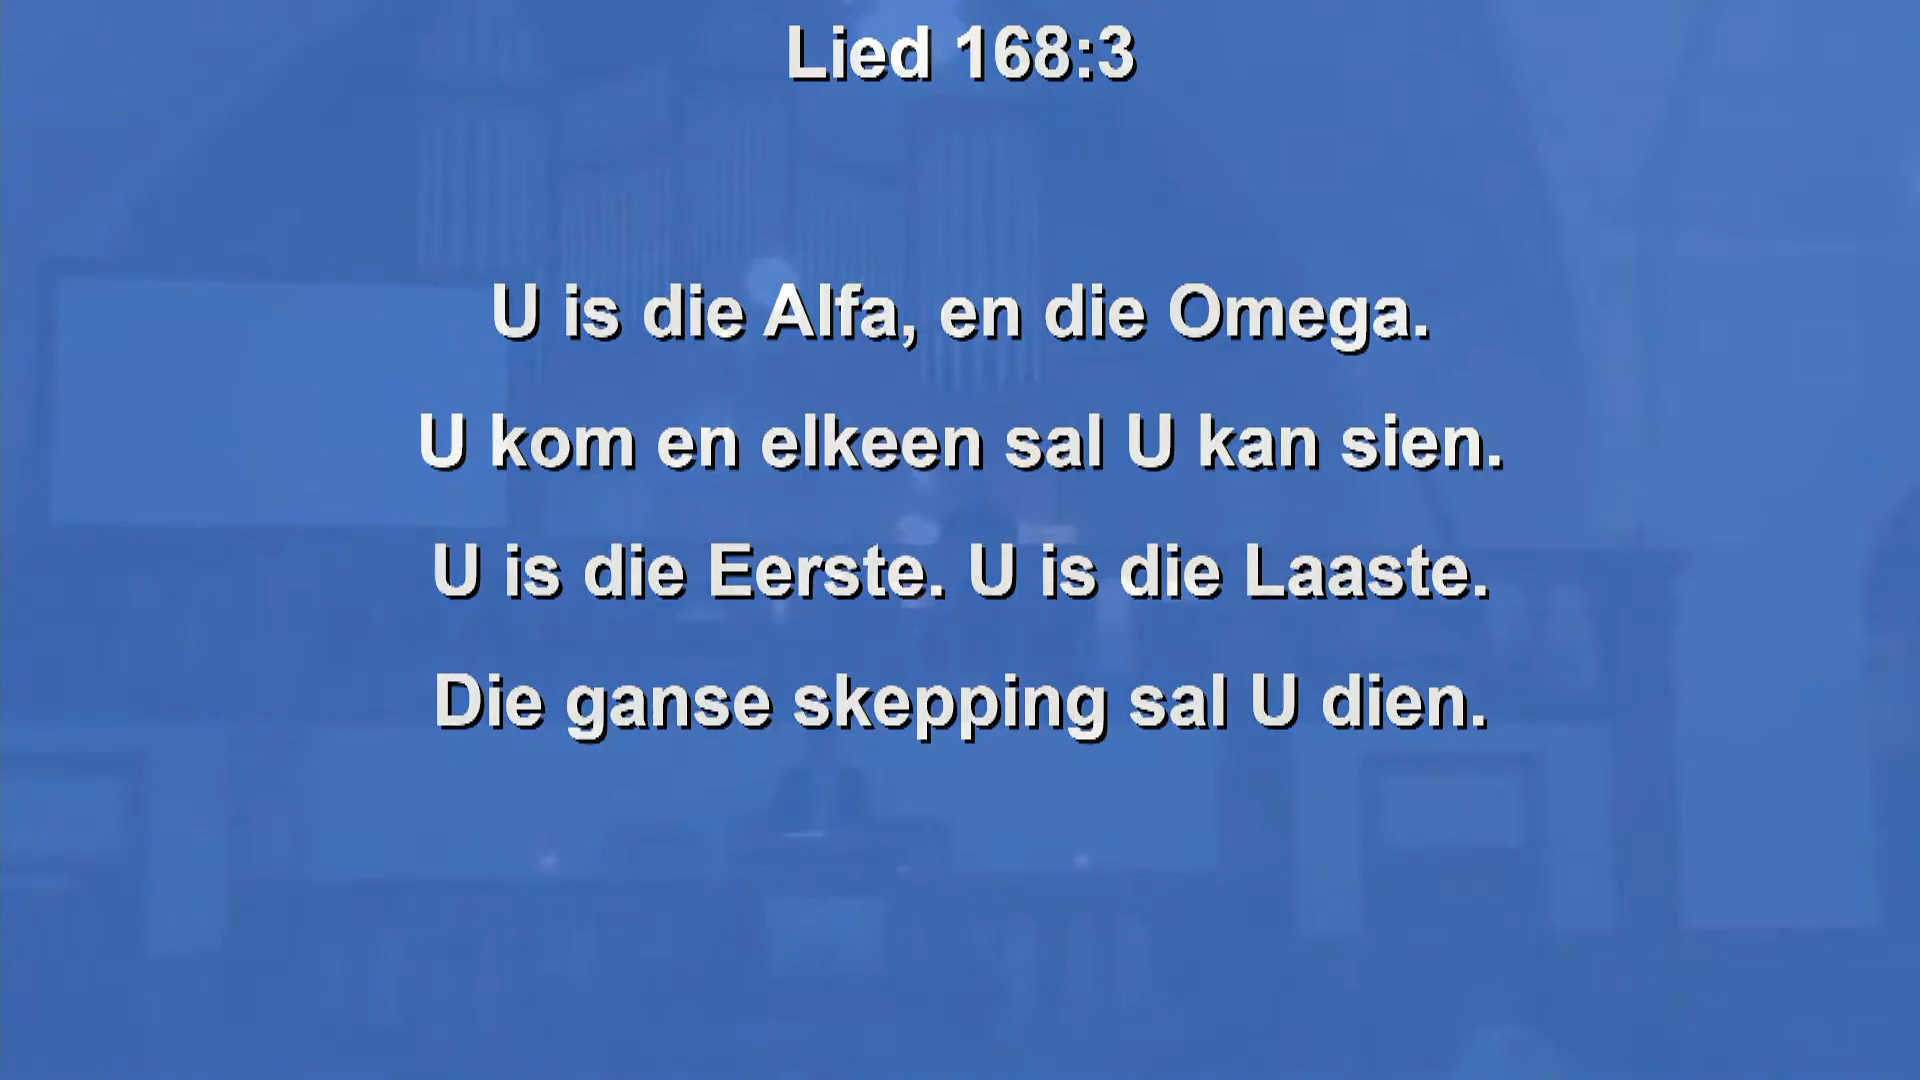 Lied 168:3
U is die Alfa, en die Omega.
U kom en elkeen sal U kan sien.
U is die Eerste. U is die Laaste.
Die ganse skepping sal U dien.